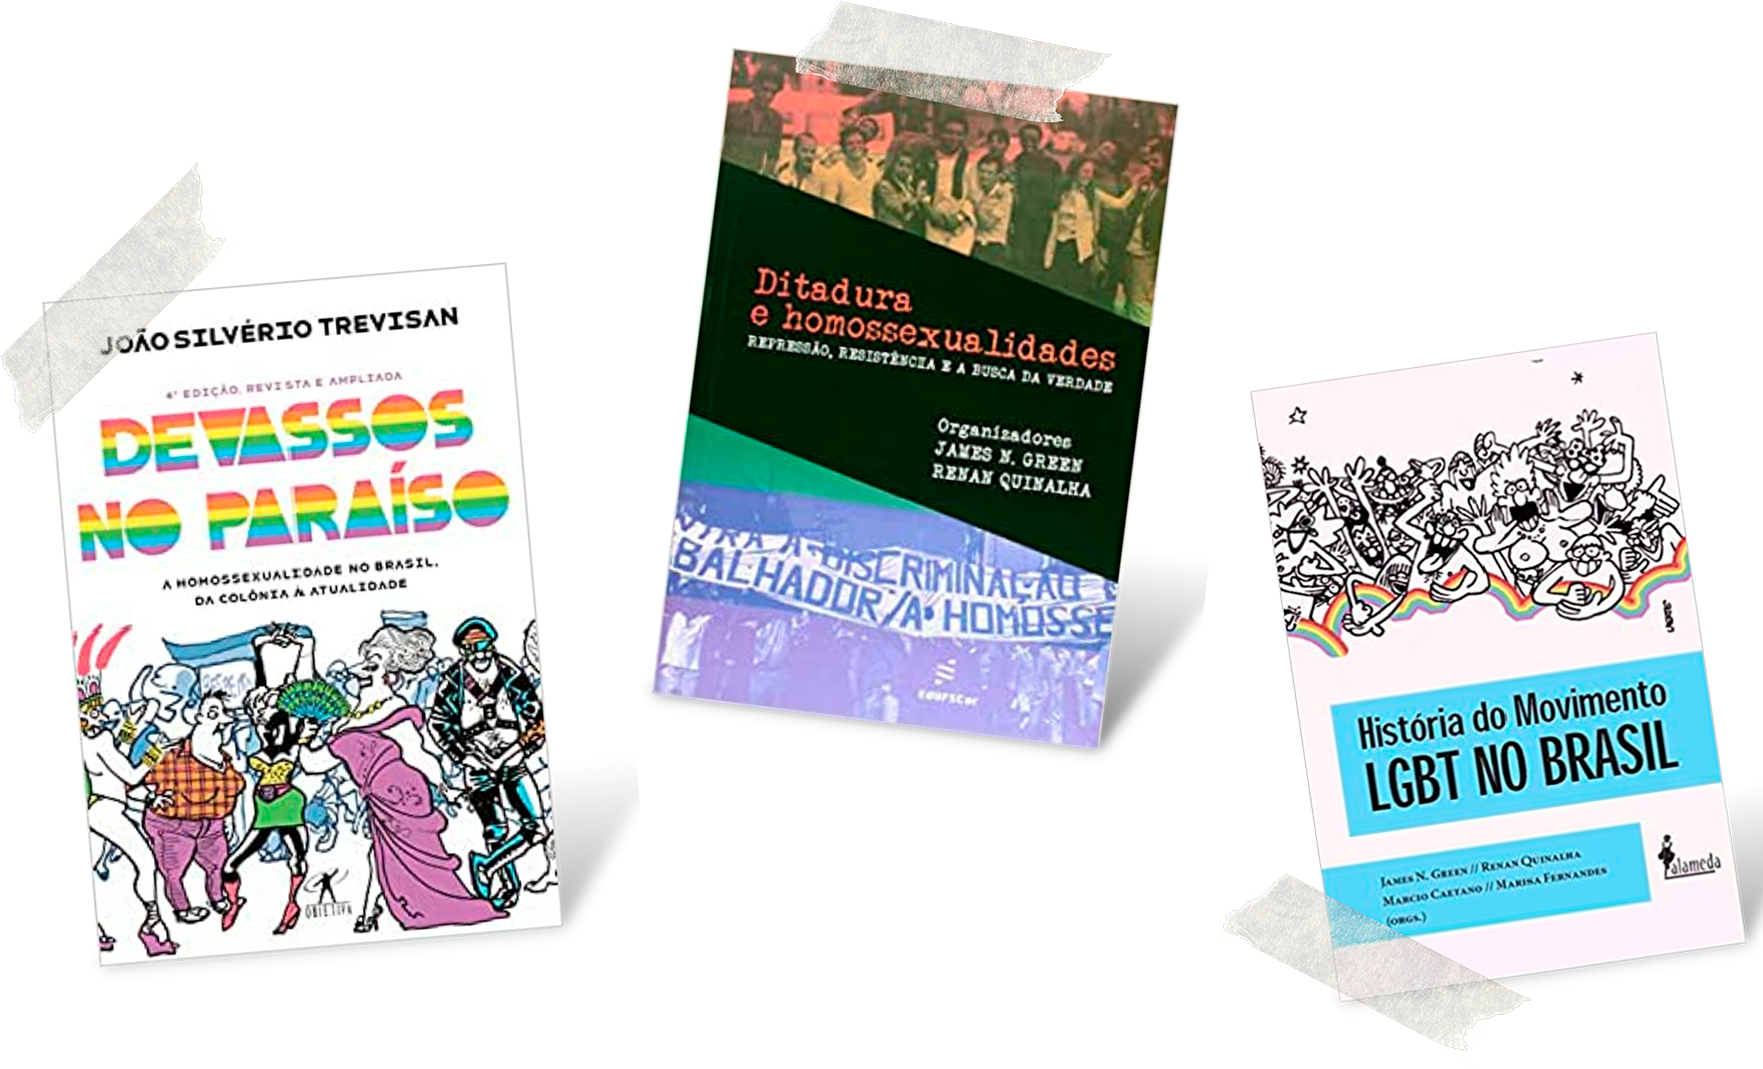 JOÃO SILVÉRIO TREVISAN
4ª EDIÇÃO, REVISTA E AMPLIADA
DEVASSOS
NO PARAÍSO
A HOMOSSEXUALIDADE NO BRASIL,
DA COLÔNIA À ATUALIDADE
OBJETIVA
Ditadura
e homossexualidades
REPRESSÃO, RESISTÊNCIA E A BUSCA DA VERDADE
Organizadores
JAMES N. GREEN
RENAN QUINALHA
TRA A DISCRIMINAÇÃO
BALHADOR/A HOMOSSE
EdUFSCar
História do Movimento
LGBT NO BRASIL
JAMES N. GREEN // RENAN QUINALHA
MARCIO CAETANO // MARISA FERNANDES
(ORGS.)
alameda